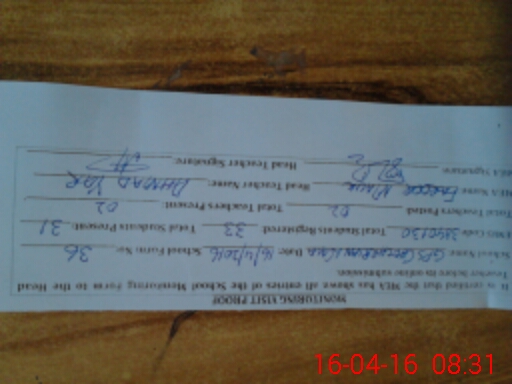 MONITORING VISIT PROOF
It is certified that the MEA has shown all entries of the School Monitoring Form to the Head
Teacher before its online submission.
School Name: GPS Date: 16/4/2016 School Form No: 36
EMIS Code 38410130 Total Students Registered: 33 Total Students Present: 31
Total Teachers Posted: 02 Total Teachers Present: 02
MEA Name Head Teacher Name: AHMAD YAR
MEA Signature: Head Teacher Signature:
16-04-16 08:31